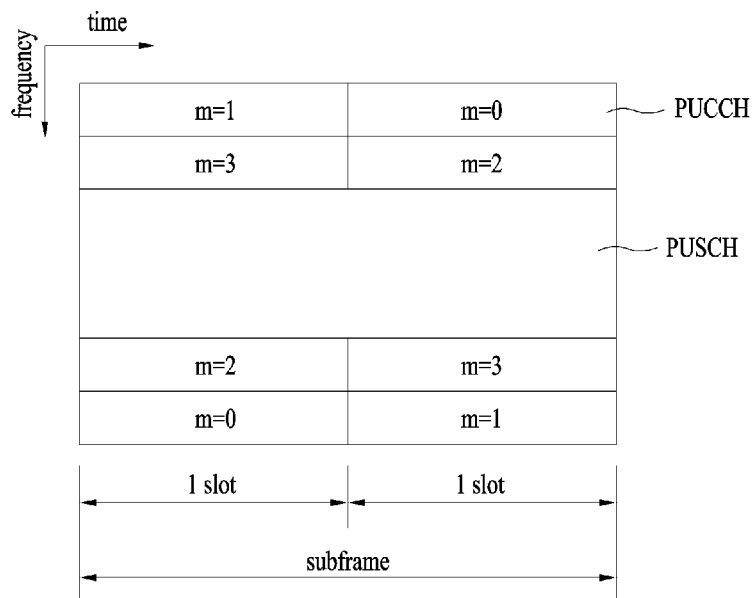 time
frequency
m=1 m=0 PUCCH
m=3 m=2
PUSCH
m=2 m=3
m=0 m=1
1 slot 1 slot
subframe